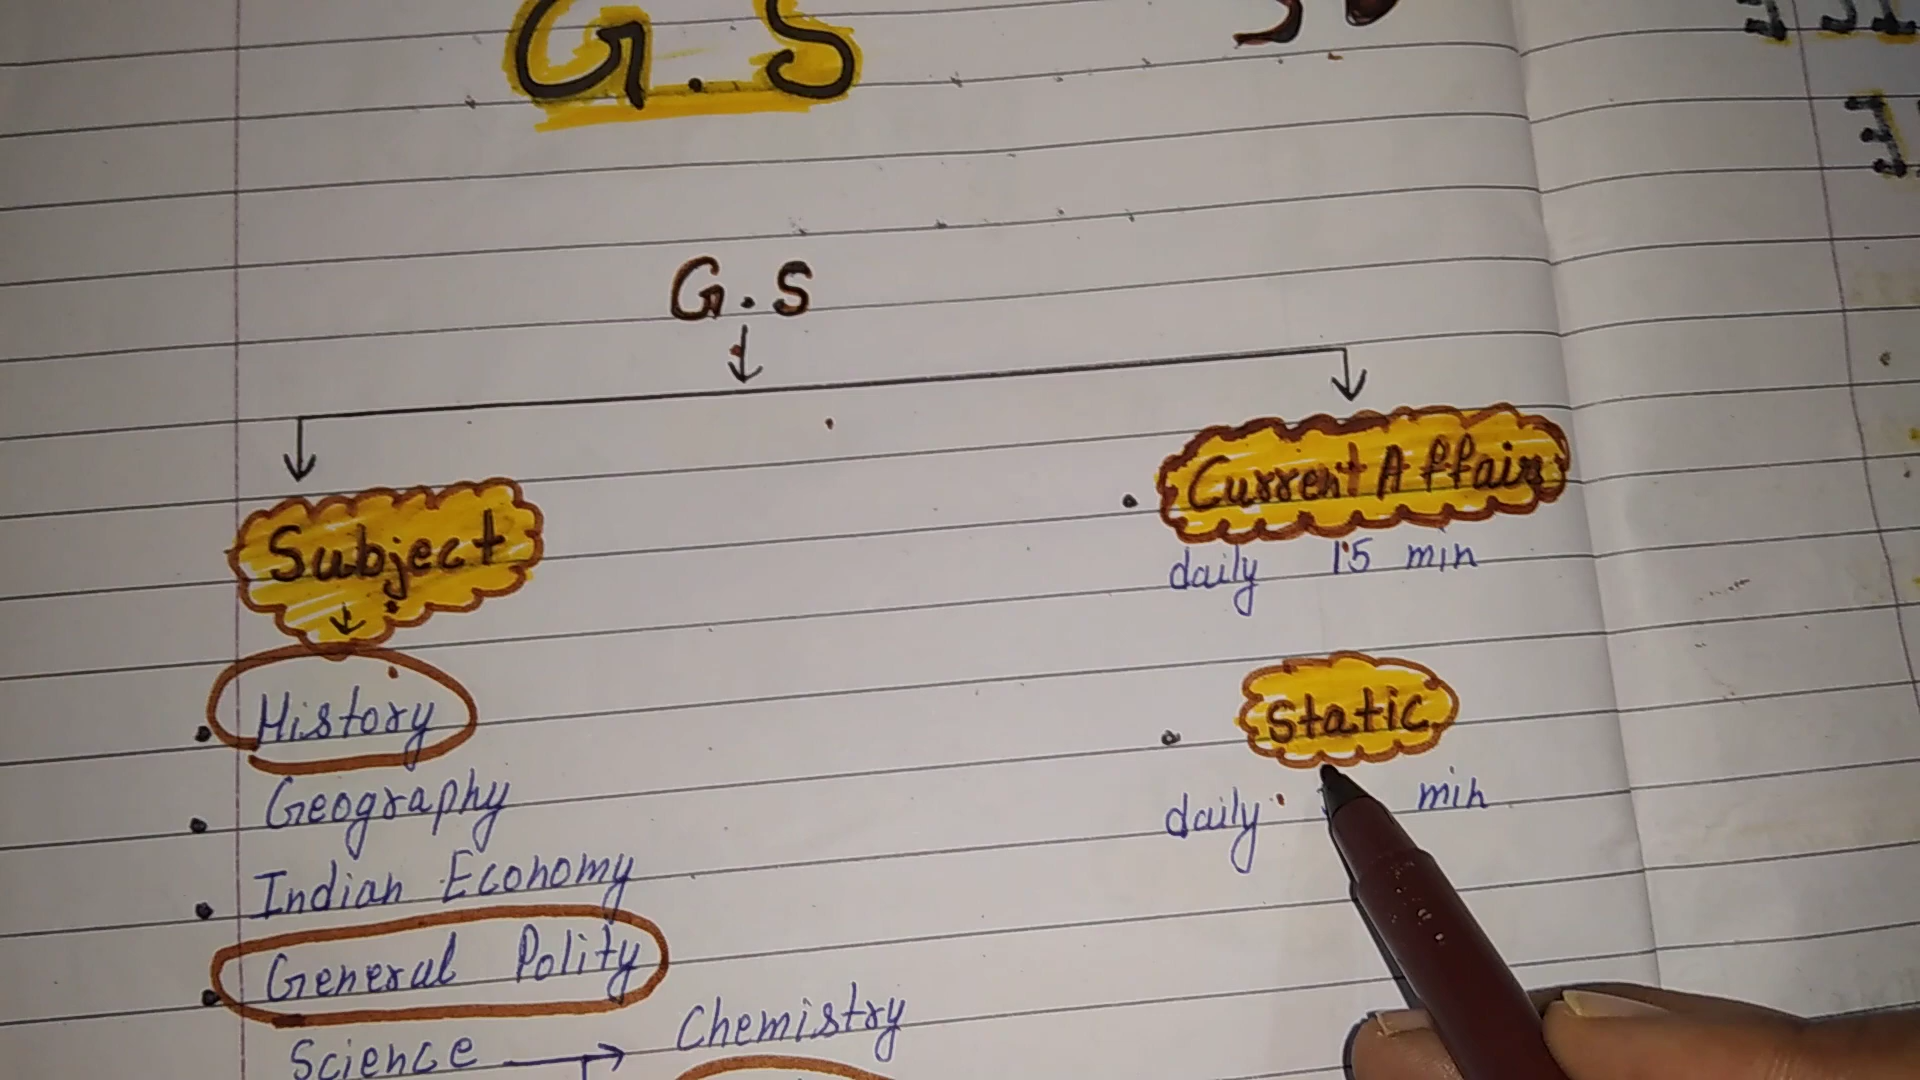 G.S
G.S
Subject
History
Geography
Indian Economy
General Polity
Science → Chemistry
Current Affairs
daily 15 min
Static
daily min